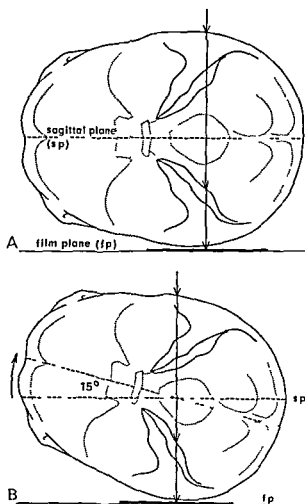 sagittal plane
(sp)
A
film plane (fp)
15°
sp
B
fp